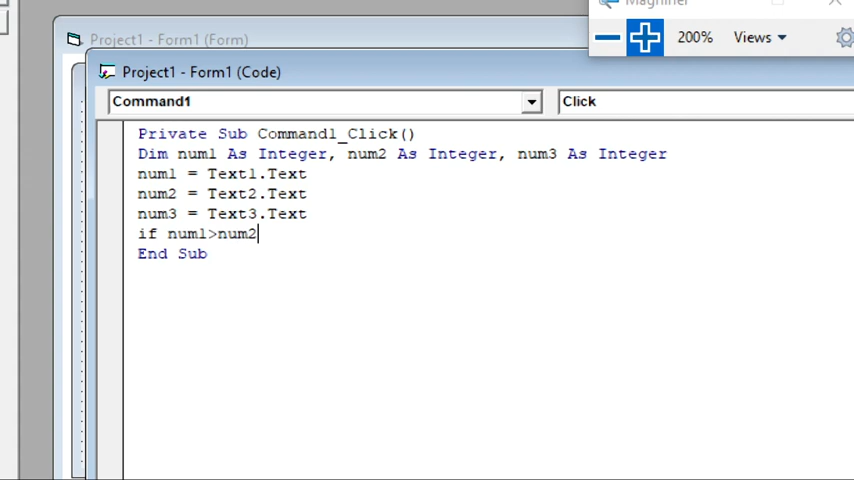 Magnifier
Project1 - Form1 (Form)
200%
Views
Project1 - Form1 (Code)
Command1
Click
Private Sub Command1_Click()
Dim num1 As Integer, num2 As Integer, num3 As Integer
num1 = Text1.Text
num2 = Text2.Text
num3 = Text3.Text
if num1>num2
End Sub